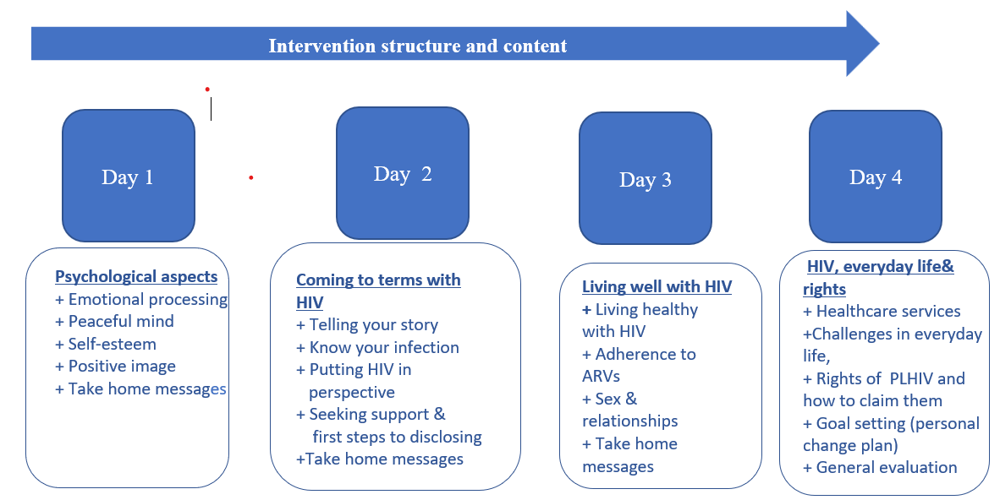 Intervention structure and content
Day 1
Day  2
Day 3
Day 4
Psychological aspects
+ Emotional processing
+ Peaceful mind
+ Self-esteem
+ Positive image
+ Take home messages
Coming to terms with
HIV
+ Telling your story
+ Know your infection
+ Putting HIV in
perspective
+ Seeking support &
first steps to disclosing
+Take home messages
Living well with HIV
+ Living healthy
with HIV
+ Adherence to
ARVs
+ Sex &
relationships
+ Take home
messages
HIV, everyday life&
rights
+ Healthcare services
+Challenges in everyday
life,
+ Rights of  PLHIV and
how to claim them
+ Goal setting (personal
change plan)
+ General evaluation